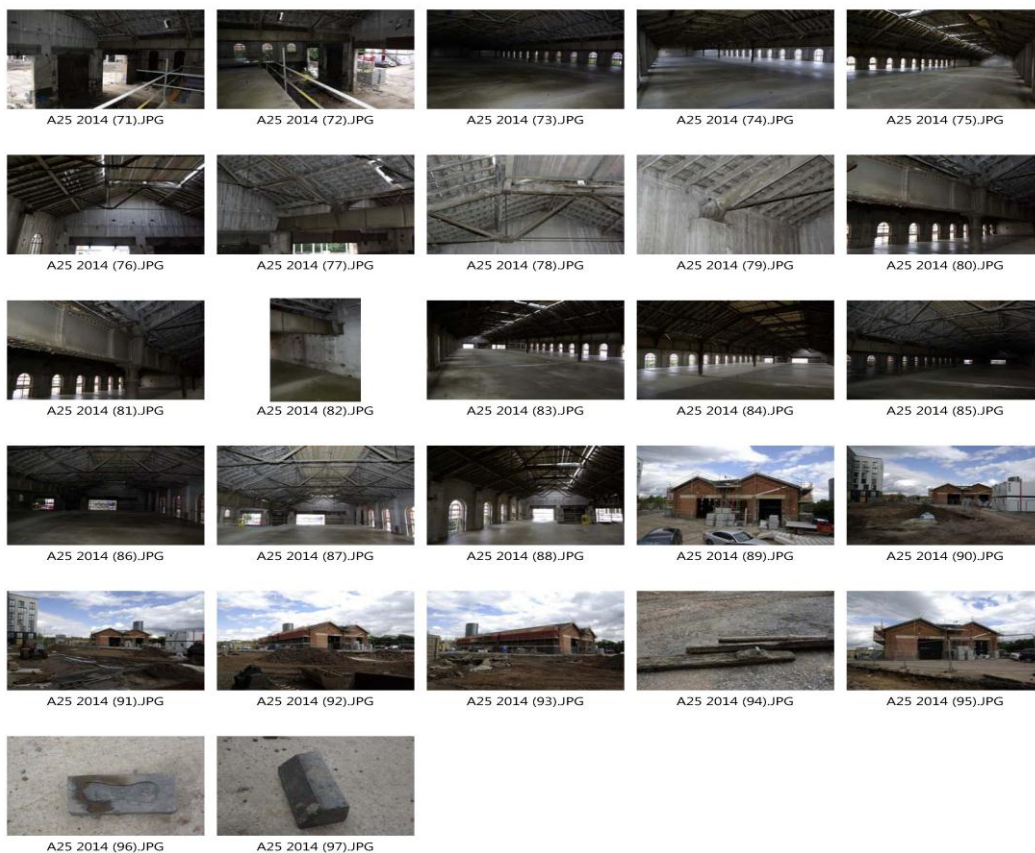 A25 2014 (71).JPG A25 2014 (72).JPG A25 2014 (73).JPG A25 2014 (74).JPG A25 2014 (75).JPG
A25 2014 (76).JPG A25 2014 (77).JPG A25 2014 (78).JPG A25 2014 (79).JPG A25 2014 (80).JPG
A25 2014 (81).JPG A25 2014 (82).JPG A25 2014 (83).JPG A25 2014 (84).JPG A25 2014 (85).JPG
A25 2014 (86).JPG A25 2014 (87).JPG A25 2014 (88).JPG A25 2014 (89).JPG A25 2014 (90).JPG
A25 2014 (91).JPG A25 2014 (92).JPG A25 2014 (93).JPG A25 2014 (94).JPG A25 2014 (95).JPG
A25 2014 (96).JPG A25 2014 (97).JPG